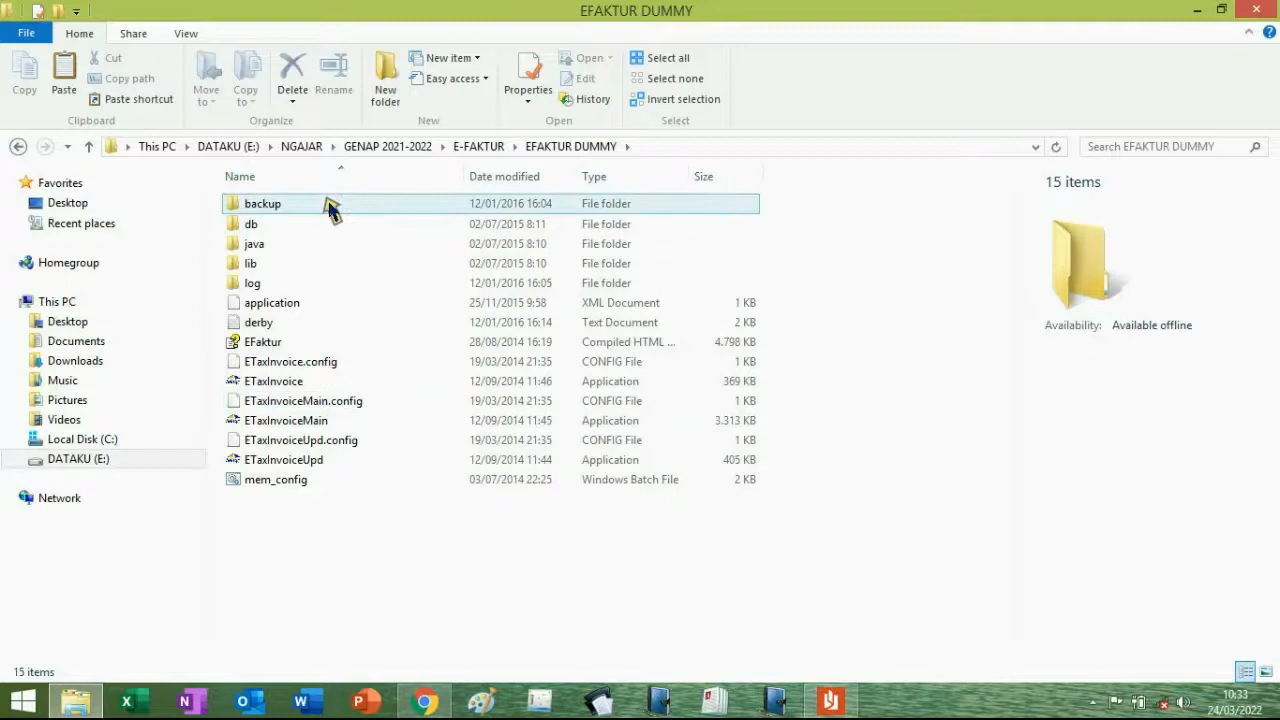 EFAKTUR DUMMY
File Home Share View
Copy Paste Cut Copy path Paste shortcut Move to Copy to Delete Rename New folder New item Easy access Properties Open Edit History Select all Select none Invert selection
Clipboard Organize New Open Select
This PC DATAKU (E:) NGAJAR GENAP 2021-2022 E-FAKTUR EFAKTUR DUMMY Search EFAKTUR DUMMY
Favorites
Desktop
Recent places
Homegroup
This PC
Desktop
Documents
Downloads
Music
Pictures
Videos
Local Disk (C:)
DATAKU (E:)
Network
Name Date modified Type Size
backup 12/01/2016 16:04 File folder
db 02/07/2015 8:11 File folder
java 02/07/2015 8:10 File folder
lib 02/07/2015 8:10 File folder
log 12/01/2016 16:05 File folder
application 25/11/2015 9:58 XML Document 1 KB
derby 12/01/2016 16:14 Text Document 2 KB
EFaktur 28/08/2014 16:19 Compiled HTML ... 4.798 KB
ETaxInvoice.config 19/03/2014 21:35 CONFIG File 1 KB
ETaxInvoice 12/09/2014 11:46 Application 369 KB
ETaxInvoiceMain.config 19/03/2014 21:35 CONFIG File 1 KB
ETaxInvoiceMain 12/09/2014 11:45 Application 3.313 KB
ETaxInvoiceUpd.config 19/03/2014 21:35 CONFIG File 1 KB
ETaxInvoiceUpd 12/09/2014 11:44 Application 405 KB
mem_config 03/07/2014 22:25 Windows Batch File 2 KB
15 items
Availability: Available offline
15 items
10:33
24/03/2022